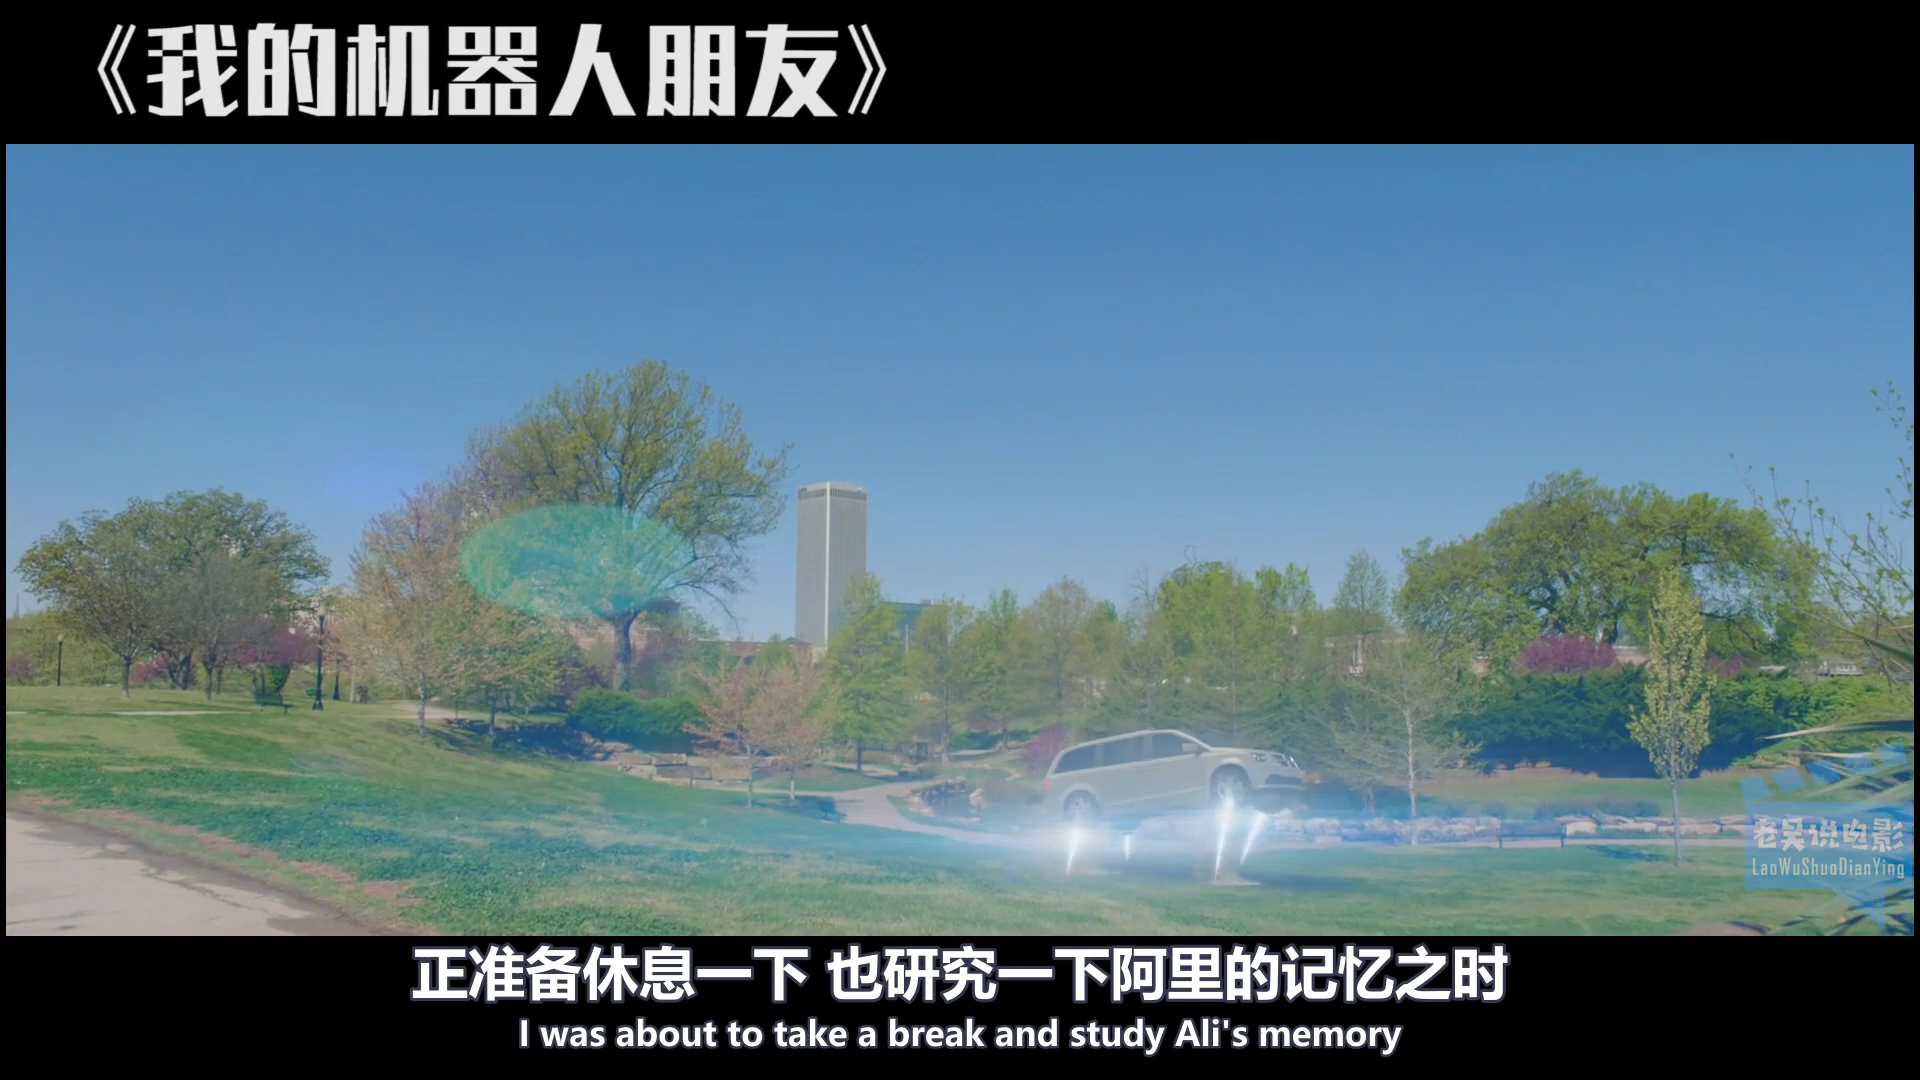 《我的机器人朋友》
老吴说电影
LaoWuShuoDianYing
正准备休息一下 也研究一下阿里的记忆之时
I was about to take a break and study Ali's memory